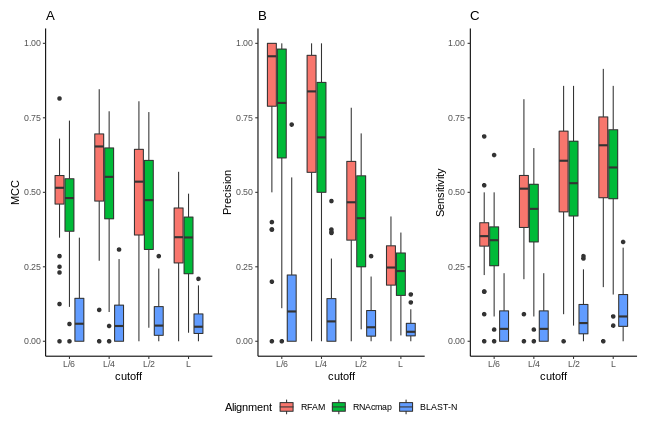 A B C
1.00 1.00 1.00
0.75 0.75 0.75
MCC Precision Sensitivity
0.50 0.50 0.50
0.25 0.25 0.25
0.00 0.00 0.00
L/6 L/4 L/2 L L/6 L/4 L/2 L L/6 L/4 L/2 L
cutoff cutoff cutoff
Alignment RFAM RNAcmap BLAST-N